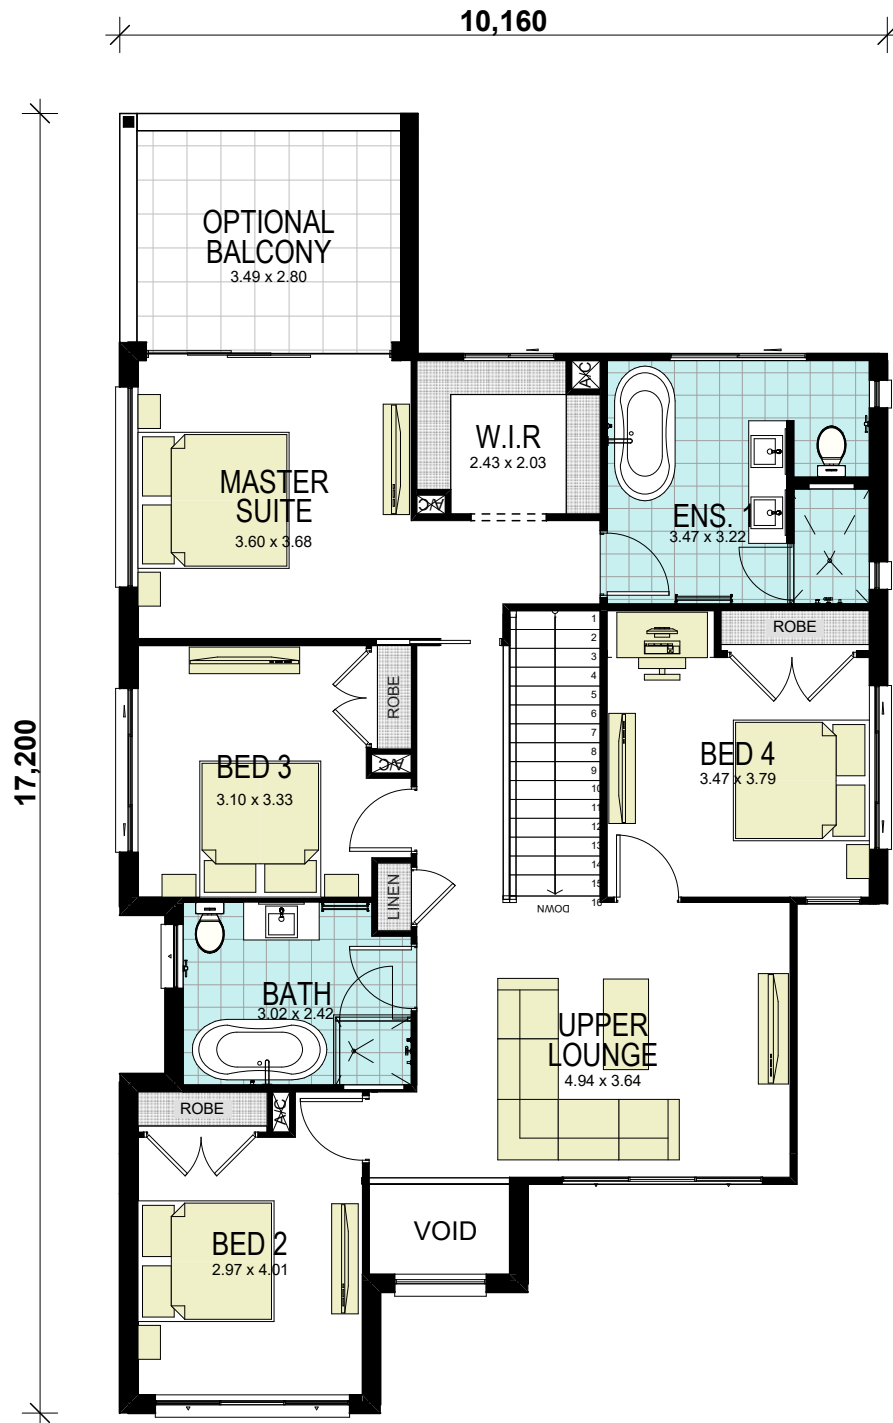 10,160
17,200
OPTIONAL
BALCONY
3.49 x 2.80
A/C
W.I.R
2.43 x 2.03
A/C
MASTER
SUITE
3.60 x 3.68
ENS. 1
3.47 x 3.22
1
2
3
4
5
6
7
8
9
10
11
12
13
14
15
16
DOWN
ROBE
ROBE
BED 3
3.10 x 3.33
A/C
BED 4
3.47 x 3.79
LINEN
BATH
3.02 x 2.42
UPPER
LOUNGE
4.94 x 3.64
ROBE
A/C
BED 2
2.97 x 4.01
VOID